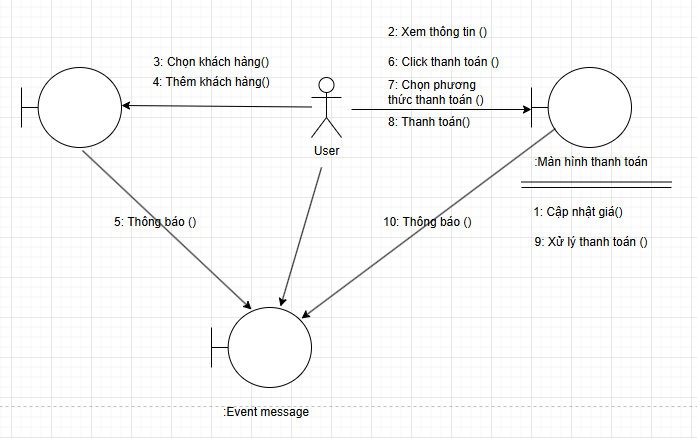 2: Xem thông tin ()
3: Chọn khách hàng()
6: Click thanh toán ()
4: Thêm khách hàng()
7: Chọn phương
thức thanh toán ()
8: Thanh toán()
User
:Màn hình thanh toán
5: Thông báo ()
10: Thông báo ()
1: Cập nhật giá()
9: Xử lý thanh toán ()
:Event message